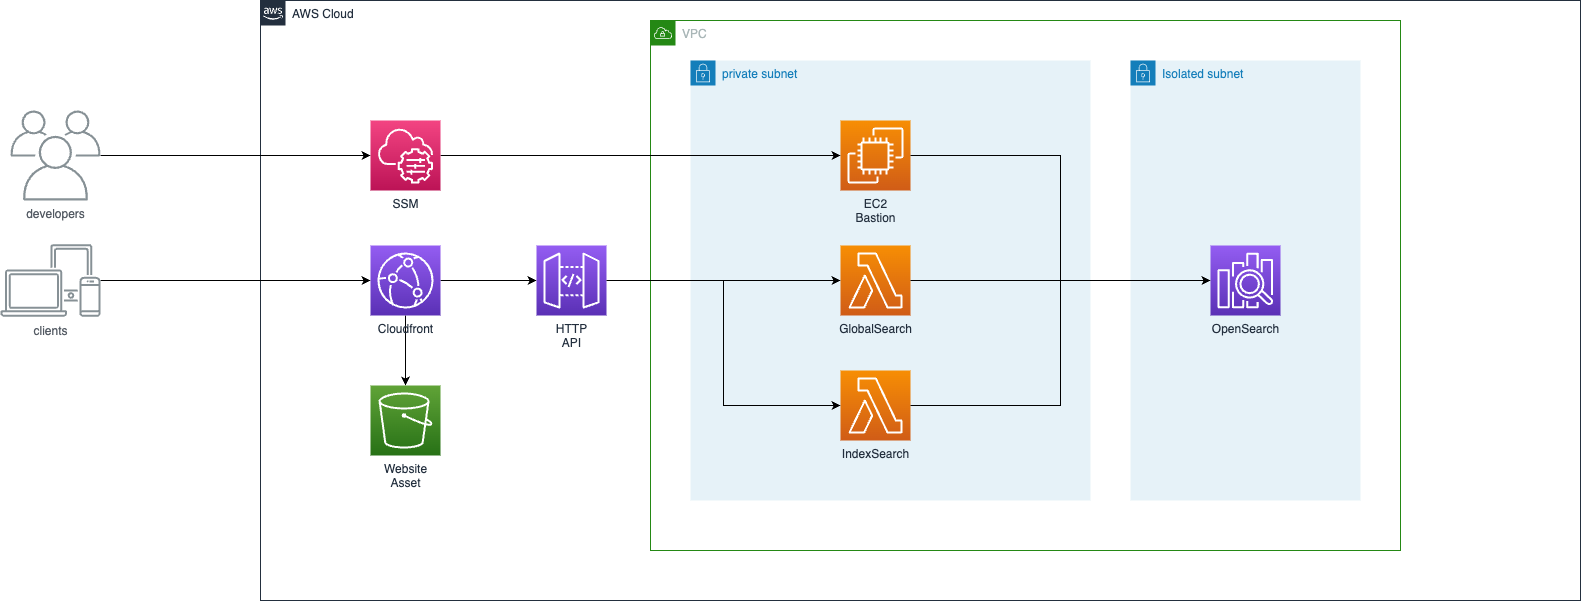 aws
AWS Cloud
VPC
private subnet
Isolated subnet
developers
SSM
EC2
Bastion
clients
Cloudfront
HTTP
API
GlobalSearch
OpenSearch
IndexSearch
Website
Asset